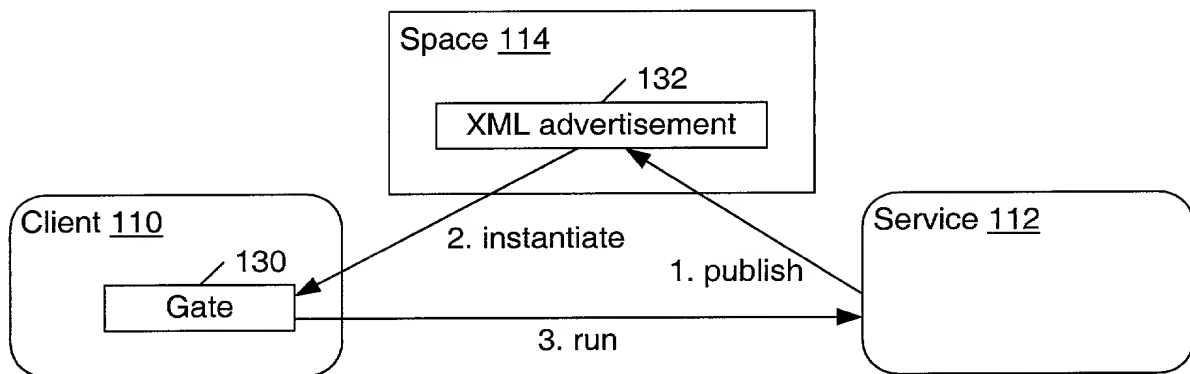 Space 114
132
XML advertisement
Client 110
130
Gate
2. instantiate
1. publish
3. run
Service 112